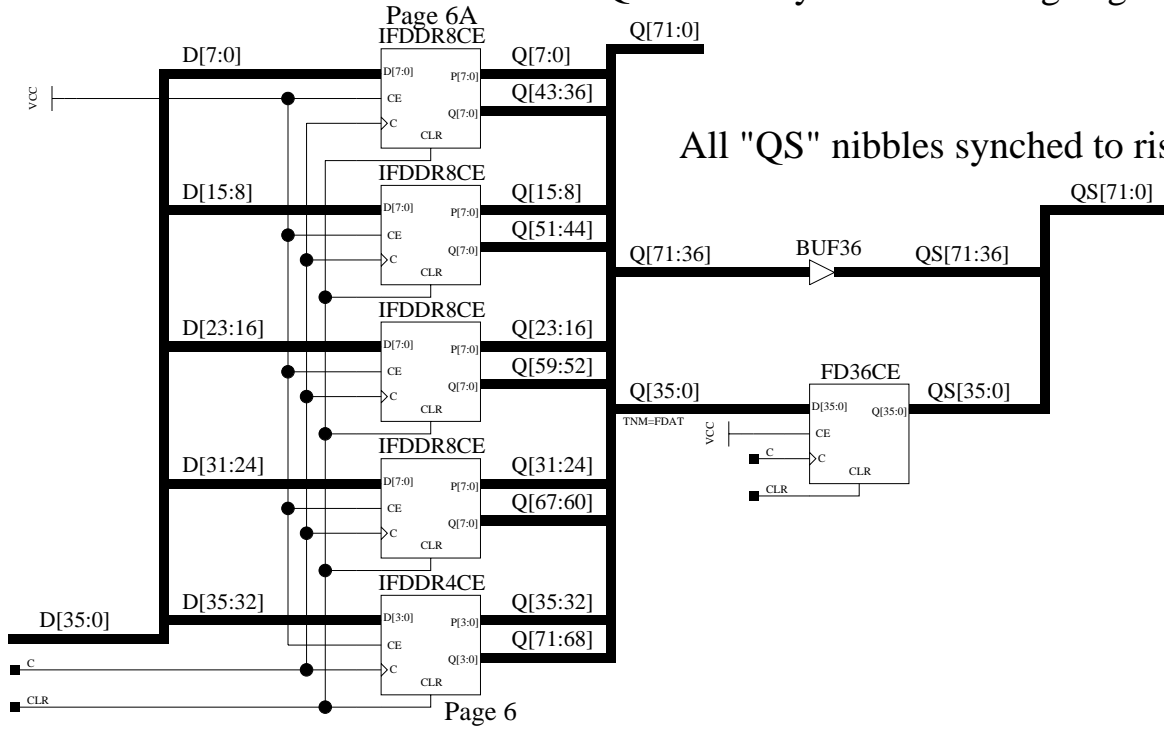 Page 6A
IFDDR8CE
Q[71:0]
D[7:0]
Q[7:0]
D[7:0]
P[7:0]
VCC
CE
Q[43:36]
Q[7:0]
C
CLR
All "QS" nibbles synched to ris
IFDDR8CE
D[15:8]
Q[15:8]
QS[71:0]
D[7:0]
P[7:0]
CE
Q[51:44]
Q[7:0]
C
CLR
Q[71:36]
BUF36
QS[71:36]
IFDDR8CE
D[23:16]
Q[23:16]
D[7:0]
P[7:0]
CE
Q[59:52]
Q[7:0]
C
CLR
FD36CE
Q[35:0]
QS[35:0]
TNM=FDAT
D[35:0]
Q[35:0]
VCC
CE
C
C
CLR
CLR
IFDDR8CE
D[31:24]
Q[31:24]
D[7:0]
P[7:0]
CE
Q[67:60]
Q[7:0]
C
CLR
IFDDR4CE
D[35:0]
D[35:32]
Q[35:32]
D[3:0]
P[3:0]
CE
Q[71:68]
Q[3:0]
C
C
CLR
CLR
Page 6